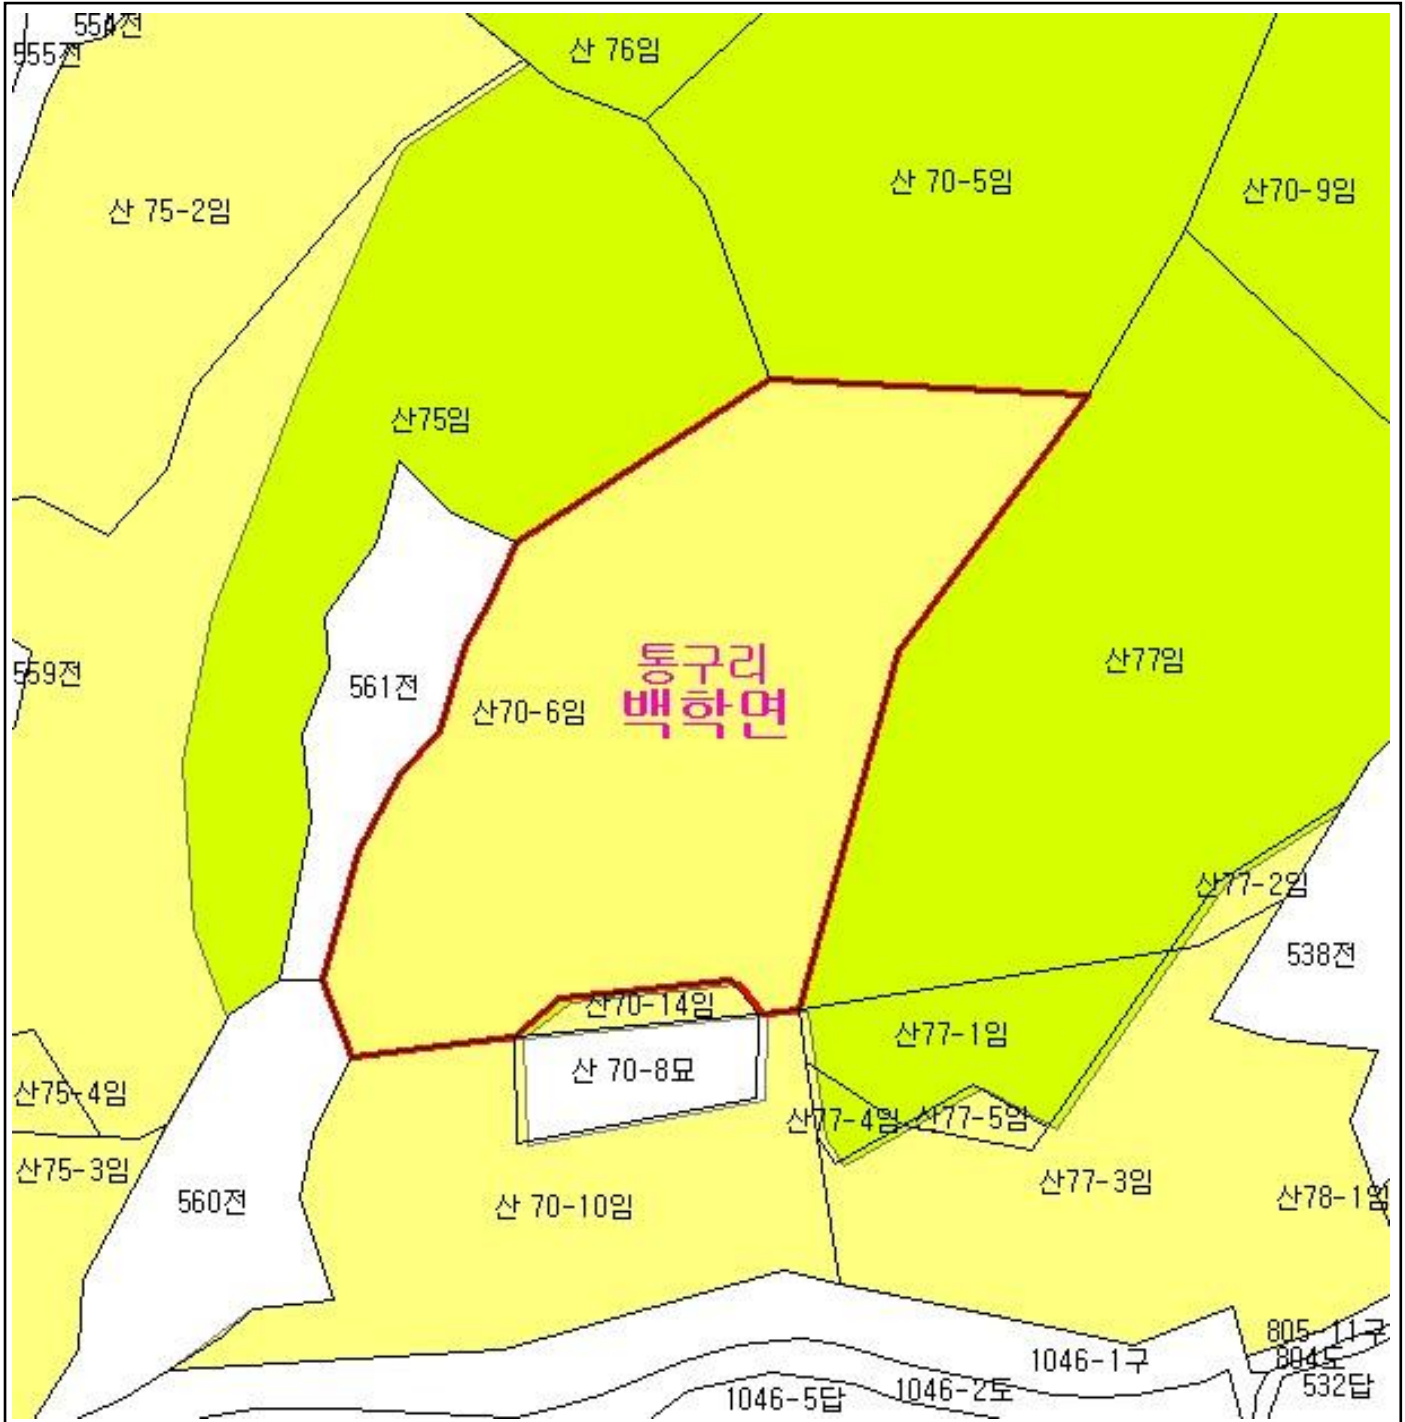 554전
555전
산 76임
산 75-2임
산 70-5임
산70-9임
산75임
559전
561전
산70-6임
통구리
백학면
산77임
산77-2임
538전
산70-14임
산77-1임
산 70-8묘
산75-4임
산77-4임
산77-5임
산75-3임
560전
산 70-10임
산77-3임
산78-1임
805-11구
1046-1구
804도
532답
1046-5답
1046-2토